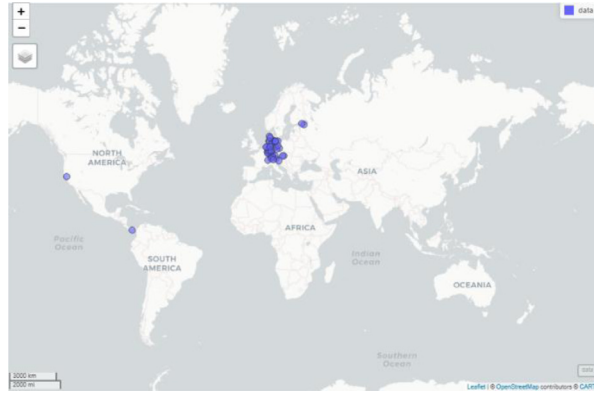 +
−
data
NORTH
AMERICA
ASIA
AFRICA
Pacific
Ocean
SOUTH
AMERICA
Indian
Ocean
OCEANIA
Southern
Ocean
3000 km
2000 mi
data
Leaflet | © OpenStreetMap contributors © CART